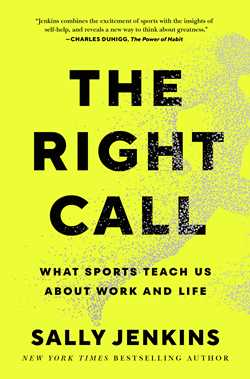 "Jenkins combines the excitement of sports with the insights of
self-help, and reveals a new way to think about greatness."
—CHARLES DUHIGG, The Power of Habit
THE
RIGHT
CALL
WHAT SPORTS TEACH US
ABOUT WORK AND LIFE
SALLY JENKINS
NEW YORK TIMES BESTSELLING AUTHOR